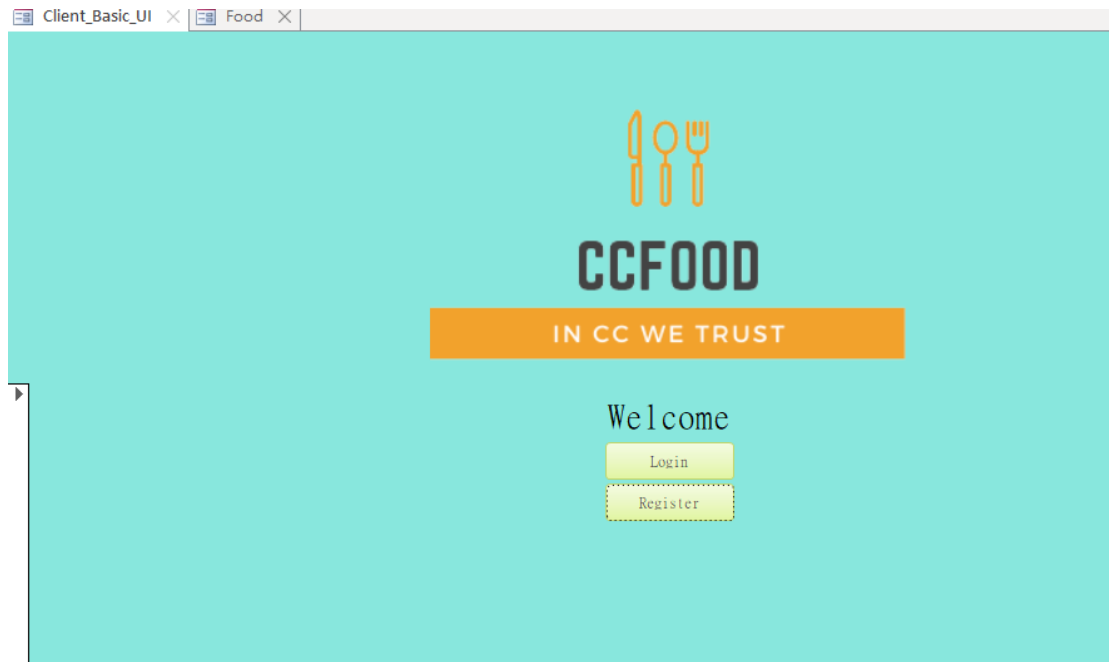 Client_Basic_UI
Food
CCFOOD
IN CC WE TRUST
Welcome
Login
Register